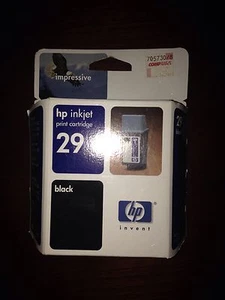 impressive
hp inkjet
print cartridge
29
black
hp
invent